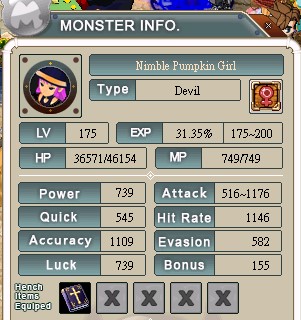 MONSTER INFO.
Nimble Pumpkin Girl
Type Devil
LV 175 EXP 31.35% 175~200
HP 36571/46154 MP 749/749
Power 739 Attack 516~1176
Quick 545 Hit Rate 1146
Accuracy 1109 Evasion 582
Luck 739 Bonus 155
Hench
Items
Equiped X X X X